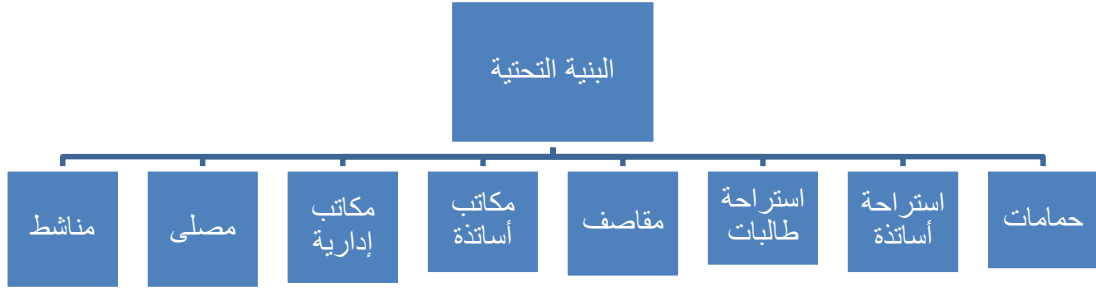 البنية التحتية
حمامات
استراحة
أساتذة
استراحة
طالبات
مقاصف
مكاتب
أساتذة
مكاتب
إدارية
مصلى
مناشط